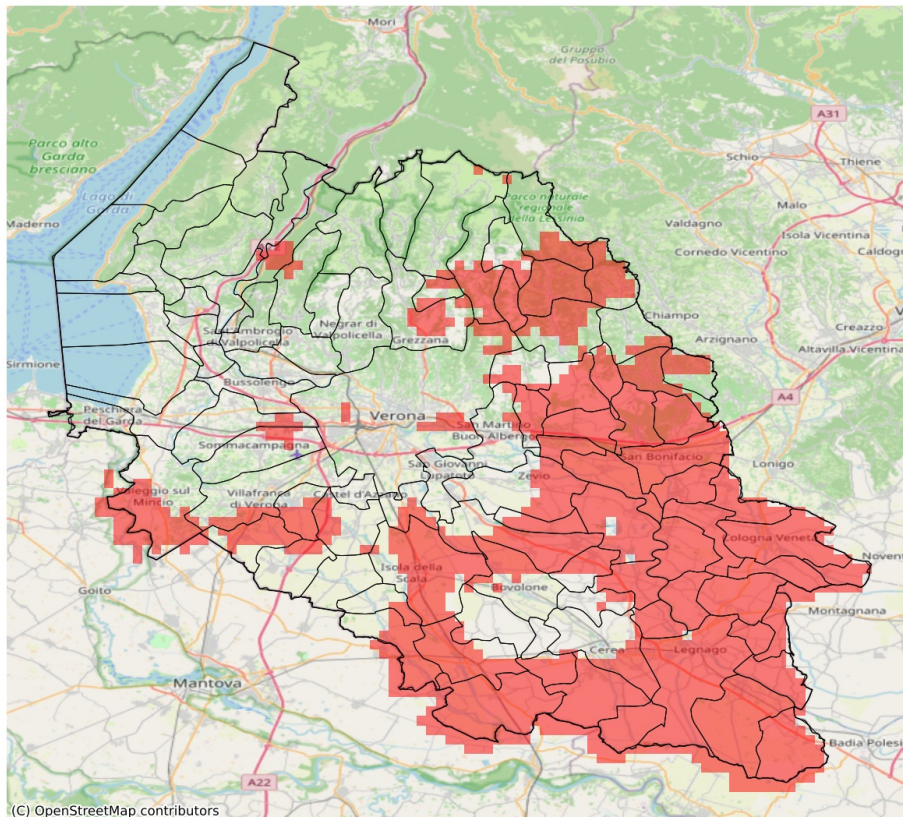 Mori
Gruppo
del Pasubio
A31
Parco alto
Garda
bresciano
Schio
Thiene
Lago di
Garda
Malo
Maderno
Parco naturale
regionale
della Lessinia
Valdagno
Isola Vicentina
Cornedo Vicentino
Caldogno
Sant'Ambrogio
di Valpolicella
Negrar di
Valpolicella
Grezzana
Chiampo
Arzignano
Creazzo
Altavilla Vicentina
Sirmione
Bussolengo
Peschiera
del Garda
Verona
A4
Sommacampagna
San Martino
Buon Albergo
San Bonifacio
Lonigo
San Giovanni
Lupatoto
Zevio
Valeggio sul
Mincio
Villafranca
di Verona
Castel d'Azzano
Cologna Veneta
Isola della
Scala
Bovolone
Goito
Montagnana
Cerea
Legnago
Mantova
Badia Polesi
A22
(C) OpenStreetMap contributors